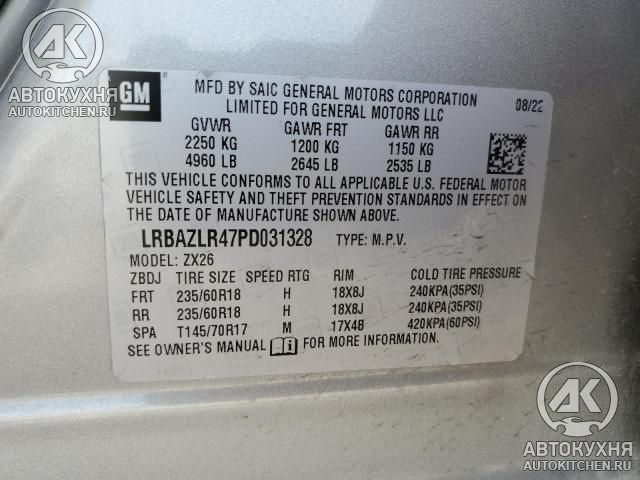 GM
MFD BY SAIC GENERAL MOTORS CORPORATION
LIMITED FOR GENERAL MOTORS LLC
08/22
GVWR GAWR FRT GAWR RR
2250 KG 1200 KG 1150 KG
4960 LB 2645 LB 2535 LB
THIS VEHICLE CONFORMS TO ALL APPLICABLE U.S. FEDERAL MOTOR
VEHICLE SAFETY AND THEFT PREVENTION STANDARDS IN EFFECT ON
THE DATE OF MANUFACTURE SHOWN ABOVE.
LRBAZLR47PD031328 TYPE: M.P.V.
MODEL: ZX26
ZBDJ TIRE SIZE SPEED RTG RIM COLD TIRE PRESSURE
FRT 235/60R18 H 18X8J 240KPA(35PSI)
RR 235/60R18 H 18X8J 240KPA(35PSI)
SPA T145/70R17 M 17X4B 420KPA(60PSI)
SEE OWNER'S MANUAL FOR MORE INFORMATION.
АК
АВТОКУХНЯ
AUTOKITCHEN.RU
АК
АВТОКУХНЯ
AUTOKITCHEN.RU